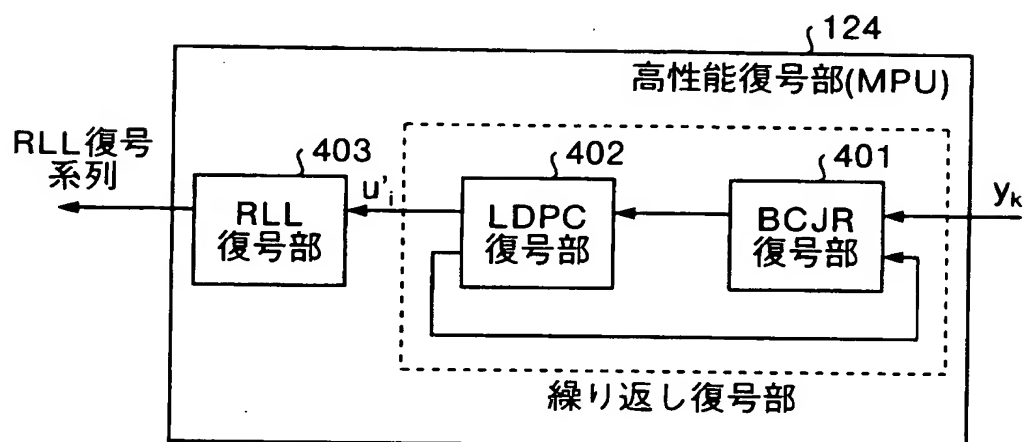 124
高性能復号部(MPU)
RLL復号
系列
403
u'i
402
401
yk
RLL
復号部
LDPC
復号部
BCJR
復号部
繰り返し復号部